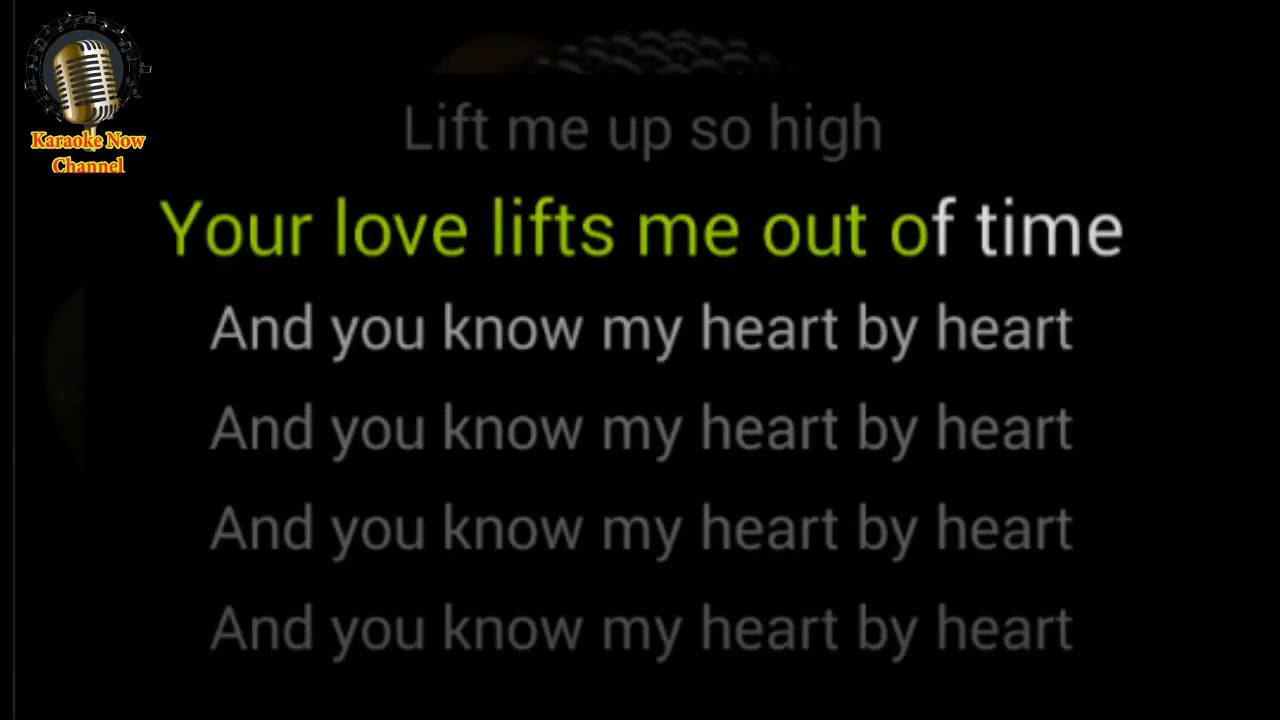 Karaoke Now
Channel
Lift me up so high
Your love lifts me out of time
And you know my heart by heart
And you know my heart by heart
And you know my heart by heart
And you know my heart by heart